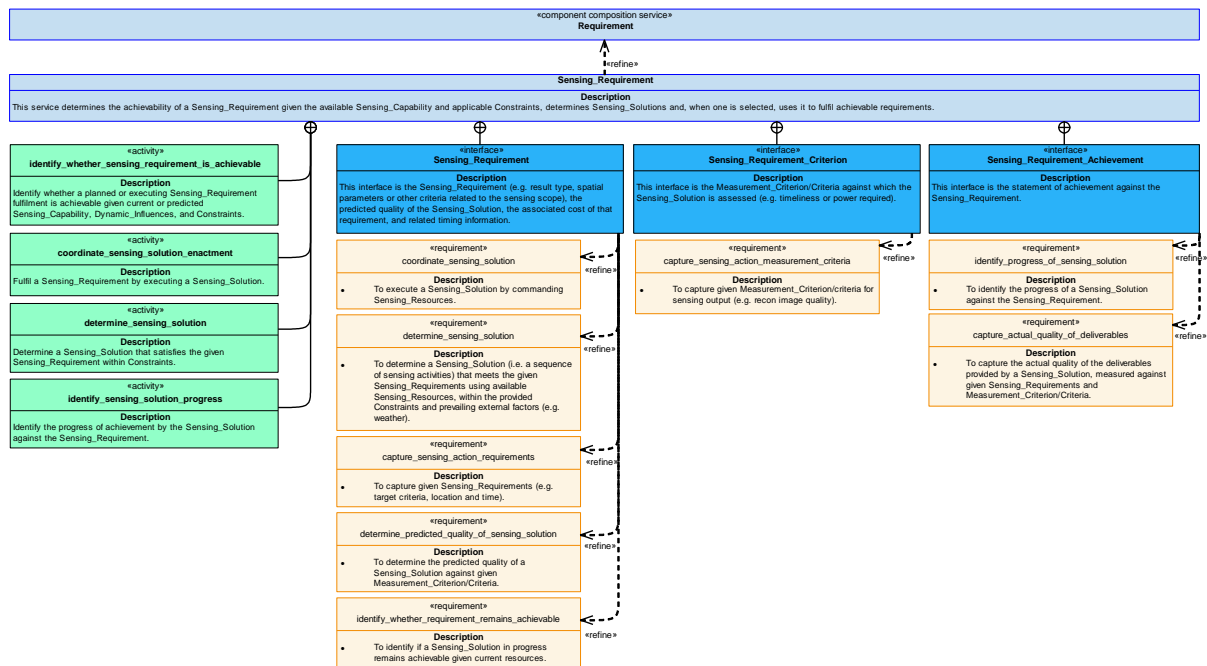 «component composition service»
Requirement
«refine»
Sensing_Requirement
Description
This service determines the achievability of a Sensing_Requirement given the available Sensing_Capability and applicable Constraints, determines Sensing_Solutions and, when one is selected, uses it to fulfil achievable requirements.
«activity»
identify_whether_sensing_requirement_is_achievable
Description
Identify whether a planned or executing Sensing_Requirement
fulfilment is achievable given current or predicted
Sensing_Capability, Dynamic_Influences, and Constraints.
«activity»
coordinate_sensing_solution_enactment
Description
Fulfil a Sensing_Requirement by executing a Sensing_Solution.
«activity»
determine_sensing_solution
Description
Determine a Sensing_Solution that satisfies the given
Sensing_Requirement within Constraints.
«activity»
identify_sensing_solution_progress
Description
Identify the progress of achievement by the Sensing_Solution
against the Sensing_Requirement.
«interface»
Sensing_Requirement
Description
This interface is the Sensing_Requirement (e.g. result type, spatial
parameters or other criteria related to the sensing scope), the
predicted quality of the Sensing_Solution, the associated cost of that
requirement, and related timing information.
«requirement»
coordinate_sensing_solution
«refine»
Description
• To execute a Sensing_Solution by commanding
Sensing_Resources.
«requirement»
determine_sensing_solution
«refine»
Description
• To determine a Sensing_Solution (i.e. a sequence
of sensing activities) that meets the given
Sensing_Requirements using available
Sensing_Resources, within the provided
Constraints and prevailing external factors (e.g.
weather).
«requirement»
capture_sensing_action_requirements
«refine»
Description
• To capture given Sensing_Requirements (e.g.
target criteria, location and time).
«requirement»
determine_predicted_quality_of_sensing_solution
«refine»
Description
• To determine the predicted quality of a
Sensing_Solution against given
Measurement_Criterion/Criteria.
«requirement»
identify_whether_requirement_remains_achievable
«refine»
Description
• To identify if a Sensing_Solution in progress
remains achievable given current resources.
«interface»
Sensing_Requirement_Criterion
Description
This interface is the Measurement_Criterion/Criteria against which the
Sensing_Solution is assessed (e.g. timeliness or power required).
«requirement»
capture_sensing_action_measurement_criteria
«refine»
Description
• To capture given Measurement_Criterion/criteria for
sensing output (e.g. recon image quality).
«interface»
Sensing_Requirement_Achievement
Description
This interface is the statement of achievement against the
Sensing_Requirement.
«requirement»
identify_progress_of_sensing_solution
«refine»
Description
• To identify the progress of a Sensing_Solution
against the Sensing_Requirement.
«requirement»
capture_actual_quality_of_deliverables
«refine»
Description
• To capture the actual quality of the deliverables
provided by a Sensing_Solution, measured against
given Sensing_Requirements and
Measurement_Criterion/Criteria.